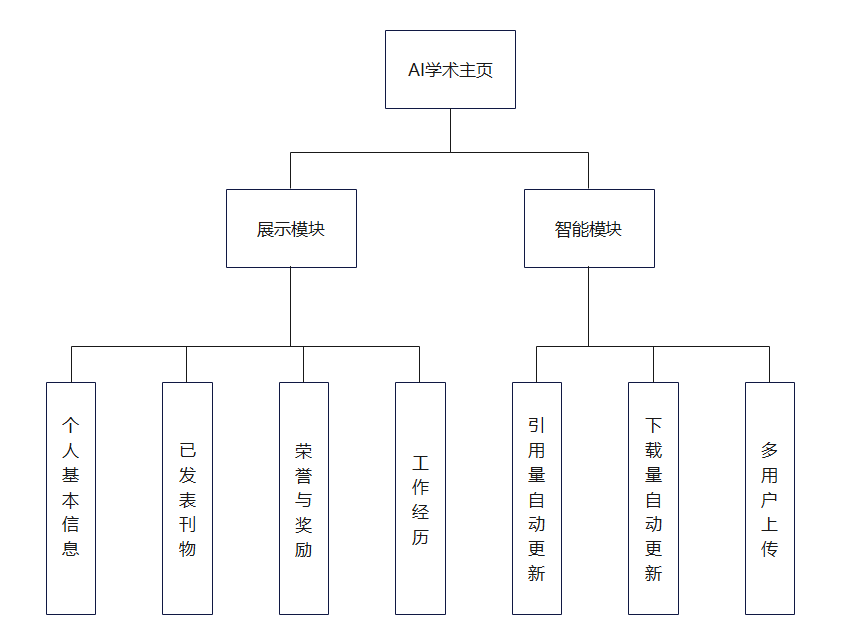 AI学术主页
展示模块
智能模块
个人基本信息
已发表刊物
荣誉与奖励
工作经历
引用量自动更新
下载量自动更新
多用户上传